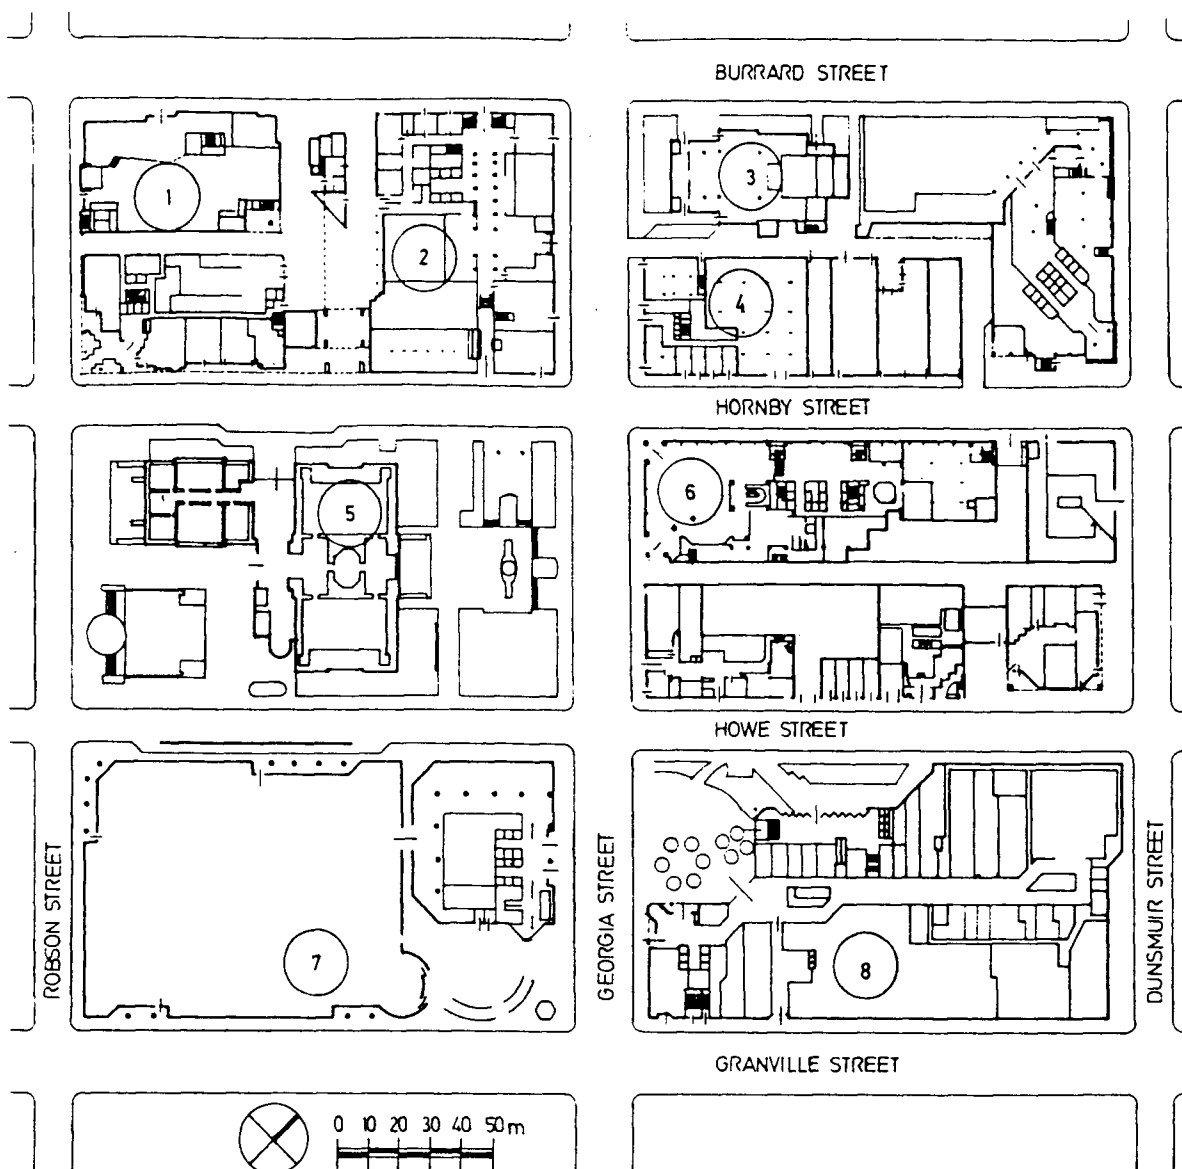 BURRARD STREET
1
2
3
4
HORNBY STREET
5
6
HOWE STREET
ROBSON STREET
GEORGIA STREET
DUNSMUIR STREET
7
8
GRANVILLE STREET
0 10 20 30 40 50m